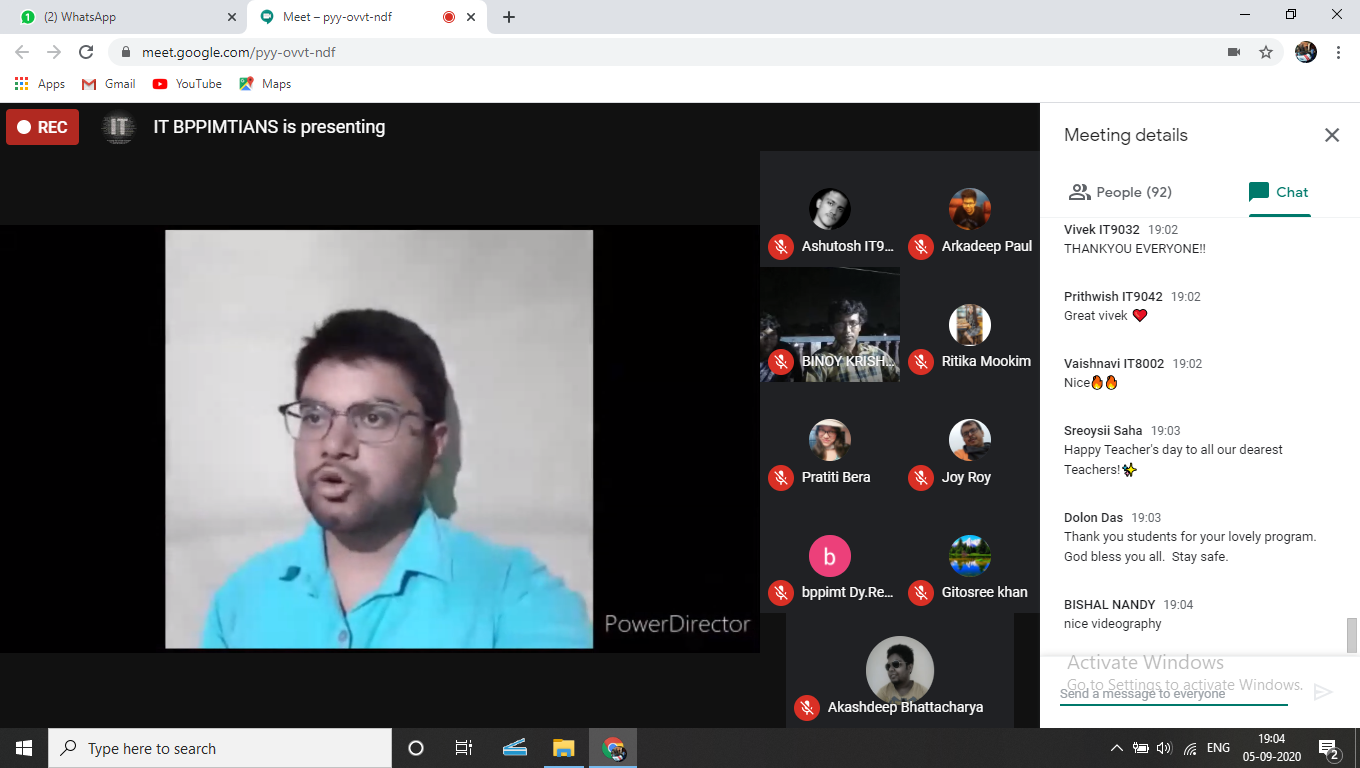 (2) WhatsApp
Meet – pyy-ovvt-ndf
meet.google.com/pyy-ovvt-ndf
Apps
Gmail
YouTube
Maps
REC
IT
IT BPPIMTIANS is presenting
PowerDirector
Ashutosh IT9...
Arkadeep Paul
BINOY KRISH...
Ritika Mookim
Pratiti Bera
Joy Roy
b
bppimt Dy.Re...
Gitosree khan
Akashdeep Bhattacharya
Meeting details
People (92)
Chat
Vivek IT9032 19:02
THANKYOU EVERYONE!!
Prithwish IT9042 19:02
Great vivek ❤
Vaishnavi IT8002 19:02
Nice🔥🔥
Sreoysii Saha 19:03
Happy Teacher's day to all our dearest
Teachers!✨
Dolon Das 19:03
Thank you students for your lovely program.
God bless you all. Stay safe.
BISHAL NANDY 19:04
nice videography
Activate Windows
Go to Settings to activate Windows.
Send a message to everyone
Type here to search
ENG
19:04
05-09-2020
2